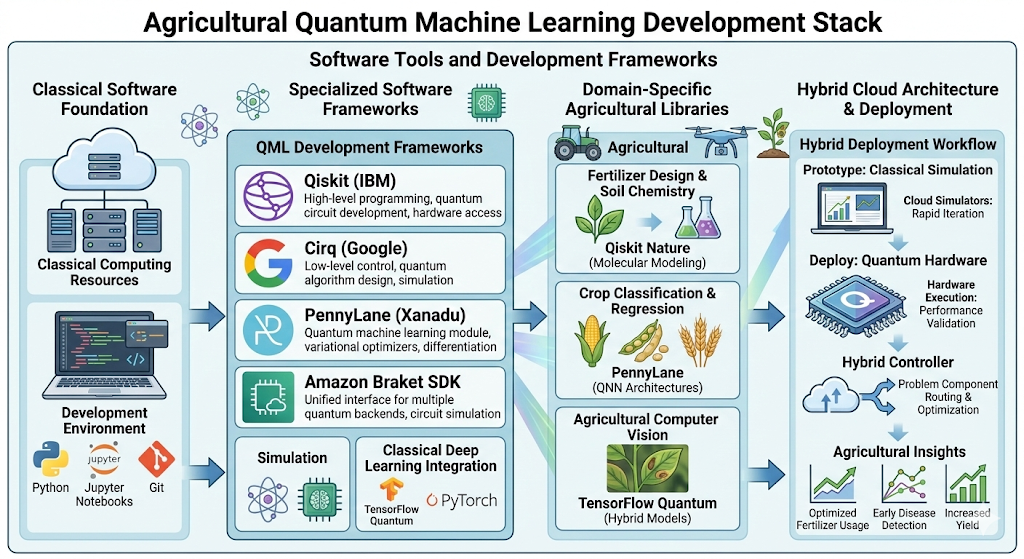 Agricultural Quantum Machine Learning Development Stack
Software Tools and Development Frameworks
Classical Software
Foundation
Classical Computing
Resources
Development
Environment
Python
jupyter
Jupyter
Notebooks
Git
Specialized Software
Frameworks
QML Development Frameworks
Qiskit (IBM)
High-level programming, quantum
circuit development, hardware access
Cirq (Google)
Low-level control, quantum
algorithm design, simulation
PennyLane (Xanadu)
Quantum machine learning module,
variational optimizers, differentiation
Amazon Braket SDK
Unified interface for multiple
quantum backends, circuit simulation
Simulation
Classical Deep
Learning Integration
TensorFlow
Quantum
PyTorch
Domain-Specific
Agricultural Libraries
Agricultural
Fertilizer Design &
Soil Chemistry
Qiskit Nature
(Molecular Modeling)
Crop Classification &
Regression
PennyLane
(QNN Architectures)
Agricultural Computer
Vision
TensorFlow Quantum
(Hybrid Models)
Hybrid Cloud Architecture
& Deployment
Hybrid Deployment Workflow
Prototype: Classical Simulation
Cloud Simulators:
Rapid Iteration
Deploy: Quantum Hardware
Q
Hardware
Execution:
Performance
Validation
Hybrid Controller
Problem Component
Routing &
Optimization
Agricultural Insights
Optimized
Fertilizer Usage
Early Disease
Detection
Increased
Yield